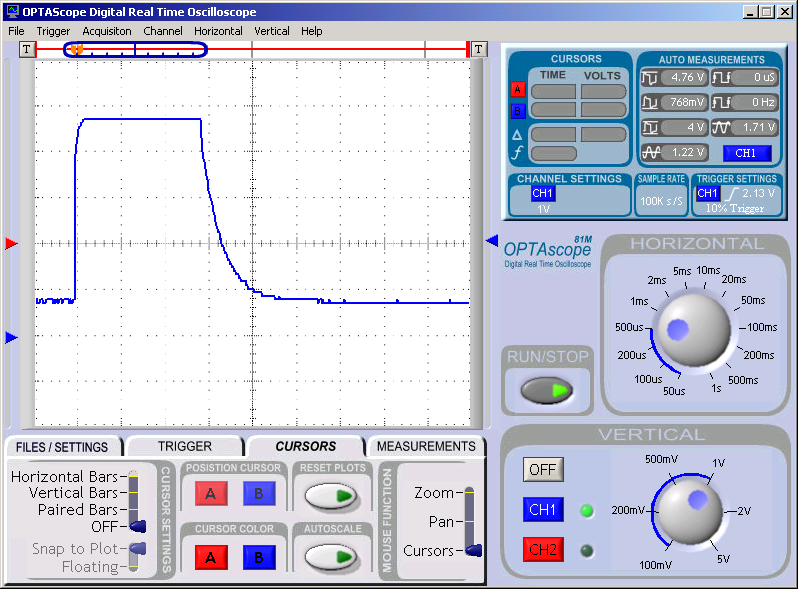 OPTAScope Digital Real Time Oscilloscope
File Trigger Acquisiton Channel Horizontal Vertical Help
T T
CURSORS
TIME VOLTS
A
B
Δ
f
AUTO MEASUREMENTS
4.76 V 0 uS
768mV 0 Hz
4 V 1.71 V
1.22 V CH1
CHANNEL SETTINGS
CH1
1V
SAMPLE RATE
100K s/S
TRIGGER SETTINGS
CH1 2.13 V
10% Trigger
81M
OPTAscope
Digital Real Time Oscilloscope
HORIZONTAL
5mS 10ms
2ms 20ms
1ms 50ms
500us 100ms
200us 200ms
100us 500ms
50us 1s
RUN/STOP
VERTICAL
OFF
CH1
CH2
500mV 1V
200mV 2V
100mV 5V
FILES / SETTINGS TRIGGER CURSORS MEASUREMENTS
Horizontal Bars
Vertical Bars
Paired Bars
OFF
Snap to Plot
Floating
CURSOR SETTINGS
POSISTION CURSOR
A B
CURSOR COLOR
A B
RESET PLOTS
AUTOSCALE
MOUSE FUNCTION
Zoom
Pan
Cursors